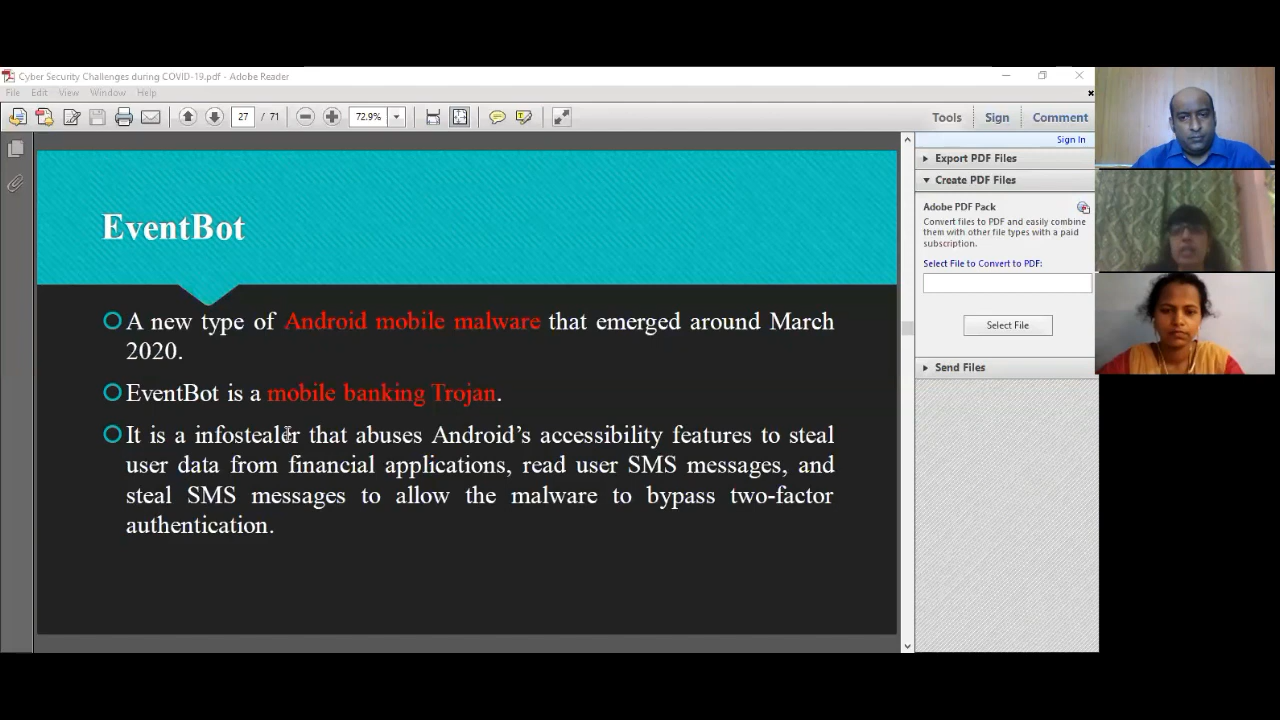 Cyber Security Challenges during COVID-19.pdf - Adobe Reader
File Edit View Window Help
27 / 71 72.9% Tools Sign Comment
Sign In
Export PDF Files
Create PDF Files
Adobe PDF Pack
Convert files to PDF and easily combine
them with other file types with a paid
subscription.
Select File to Convert to PDF:
Select File
Send Files
EventBot
A new type of Android mobile malware that emerged around March
2020.
EventBot is a mobile banking Trojan.
It is a infostealer that abuses Android’s accessibility features to steal
user data from financial applications, read user SMS messages, and
steal SMS messages to allow the malware to bypass two-factor
authentication.